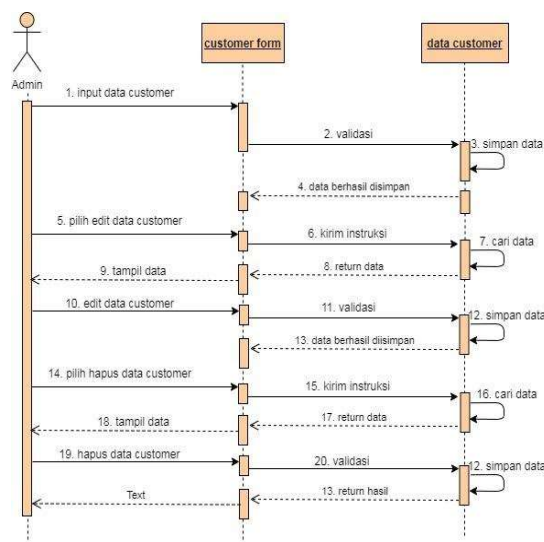 customer form
data customer
Admin
1. input data customer
2. validasi
3. simpan data
4. data berhasil disimpan
5. pilih edit data customer
6. kirim instruksi
7. cari data
8. return data
9. tampil data
10. edit data customer
11. validasi
12. simpan data
13. data berhasil diisimpan
14. pilih hapus data customer
15. kirim instruksi
16. cari data
17. return data
18. tampil data
19. hapus data customer
20. validasi
12. simpan data
13. return hasil
Text